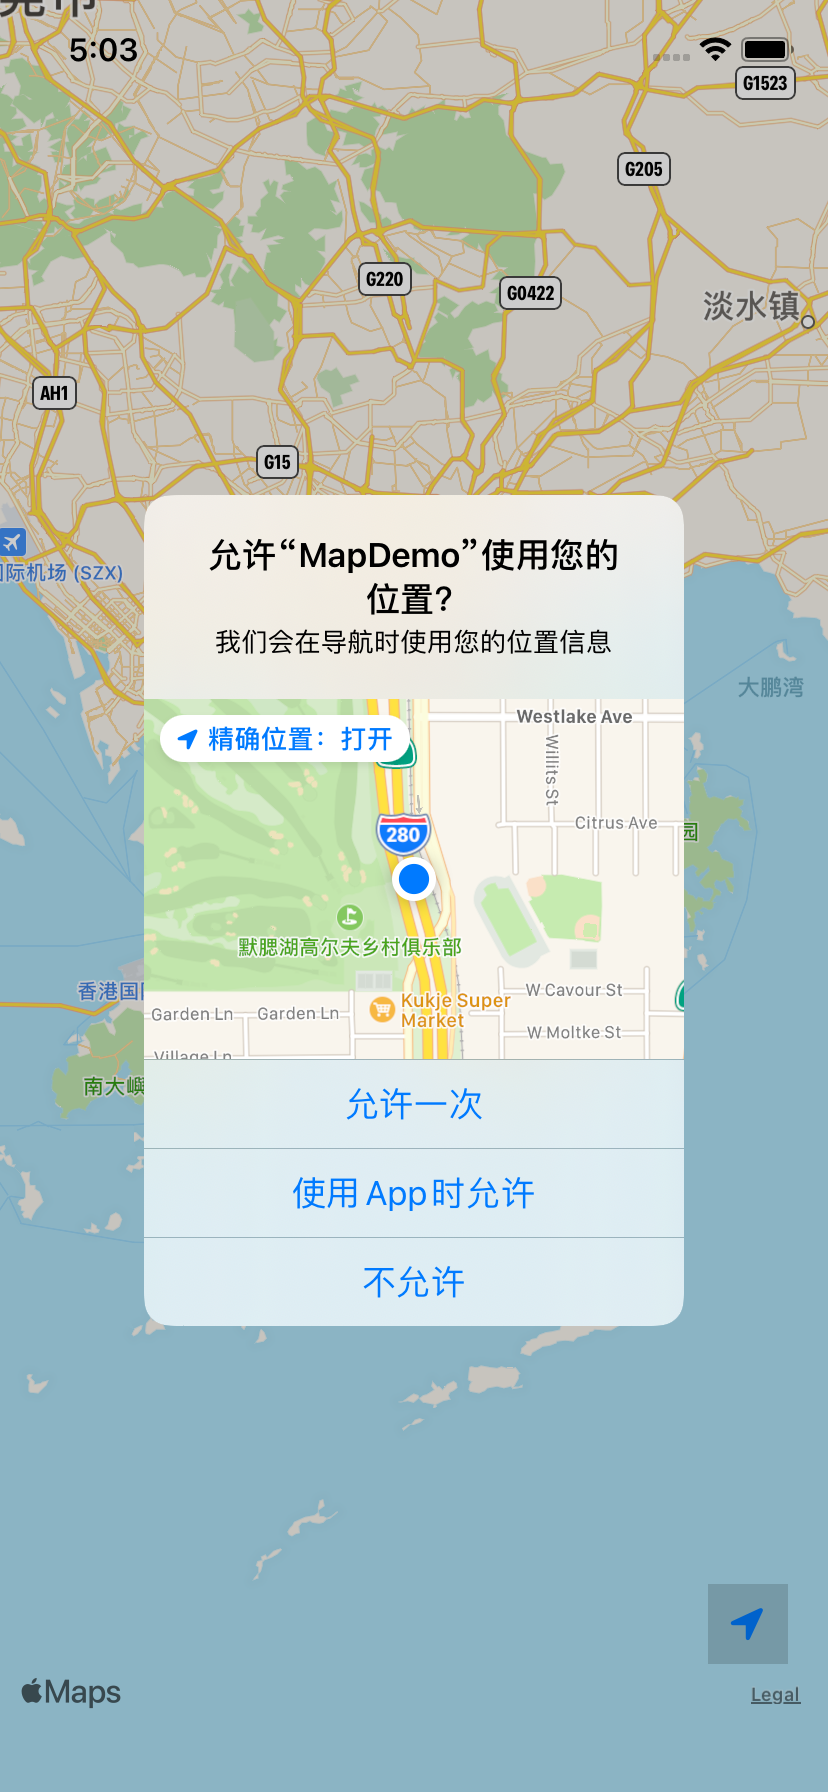 5:03
G1523
G205
G220
G0422
淡水镇
AH1
G15
国际机场 (SZX)
允许“MapDemo”使用您的
位置?
我们会在导航时使用您的位置信息
大鹏湾
精确位置：打开
Westlake Ave
Willits St
Citrus Ave
280
园
默腮湖高尔夫乡村俱乐部
香港国
W Cavour St
Kukje Super
Market
Garden Ln
Garden Ln
W Moltke St
Village Ln
南大嶼
允许一次
使用 App 时允许
不允许
Maps
Legal